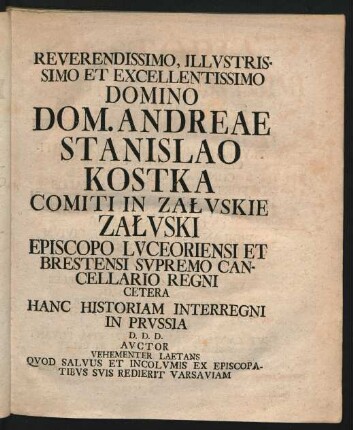 REVERENDISSIMO, ILLVSTRIS-
SIMO ET EXCELLENTISSIMO
DOMINO
DOM. ANDREAE
STANISLAO
KOSTKA
COMITI IN ZAŁVSKIE
ZAŁVSKI
EPISCOPO LVCEORIENSI ET
BRESTENSI SVPREMO CAN-
CELLARIO REGNI
CETERA
HANC HISTORIAM INTERREGNI
IN PRVSSIA
D. D. D.
AVCTOR
VEHEMENTER LAETANS
QVOD SALVUS ET INCOLVMIS EX EPISCOPA-
TIBVS SVIS REDIERIT VARSAVIAM